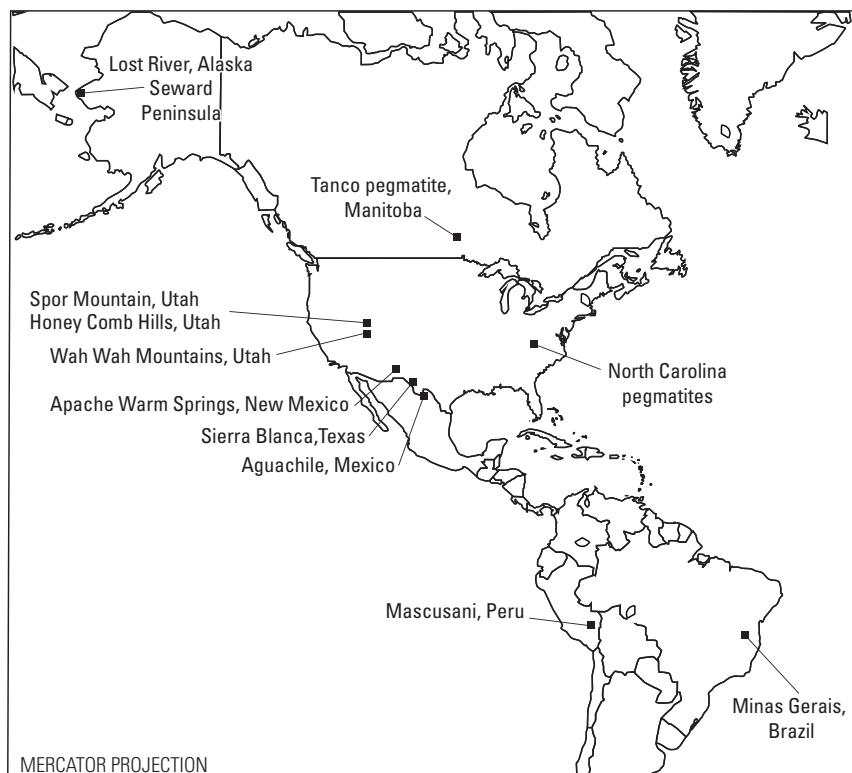 Lost River, Alaska
Seward
Peninsula
Tanco pegmatite,
Manitoba
Spor Mountain, Utah
Honey Comb Hills, Utah
Wah Wah Mountains, Utah
North Carolina
pegmatites
Apache Warm Springs, New Mexico
Sierra Blanca,Texas
Aguachile, Mexico
Mascusani, Peru
Minas Gerais,
Brazil
MERCATOR PROJECTION